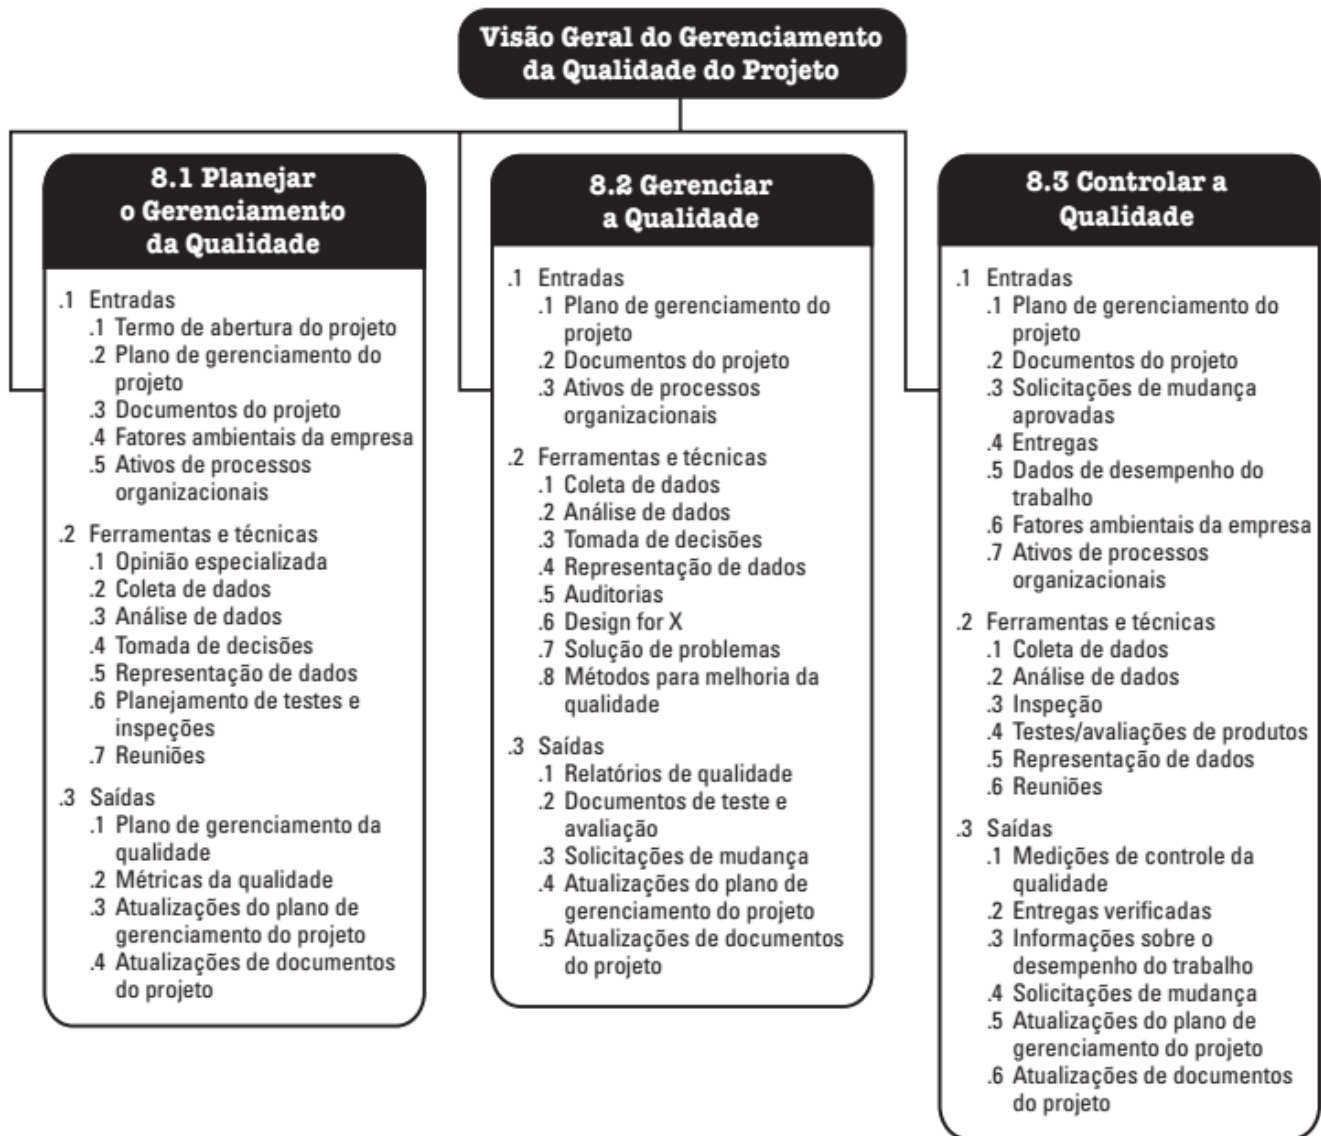 Visão Geral do Gerenciamento
da Qualidade do Projeto
8.1 Planejar
o Gerenciamento
da Qualidade
.1 Entradas
.1 Termo de abertura do projeto
.2 Plano de gerenciamento do
projeto
.3 Documentos do projeto
.4 Fatores ambientais da empresa
.5 Ativos de processos
organizacionais
.2 Ferramentas e técnicas
.1 Opinião especializada
.2 Coleta de dados
.3 Análise de dados
.4 Tomada de decisões
.5 Representação de dados
.6 Planejamento de testes e
inspeções
.7 Reuniões
.3 Saídas
.1 Plano de gerenciamento da
qualidade
.2 Métricas da qualidade
.3 Atualizações do plano de
gerenciamento do projeto
.4 Atualizações de documentos
do projeto
8.2 Gerenciar
a Qualidade
.1 Entradas
.1 Plano de gerenciamento do
projeto
.2 Documentos do projeto
.3 Ativos de processos
organizacionais
.2 Ferramentas e técnicas
.1 Coleta de dados
.2 Análise de dados
.3 Tomada de decisões
.4 Representação de dados
.5 Auditorias
.6 Design for X
.7 Solução de problemas
.8 Métodos para melhoria da
qualidade
.3 Saídas
.1 Relatórios de qualidade
.2 Documentos de teste e
avaliação
.3 Solicitações de mudança
.4 Atualizações do plano de
gerenciamento do projeto
.5 Atualizações de documentos
do projeto
8.3 Controlar a
Qualidade
.1 Entradas
.1 Plano de gerenciamento do
projeto
.2 Documentos do projeto
.3 Solicitações de mudança
aprovadas
.4 Entregas
.5 Dados de desempenho do
trabalho
.6 Fatores ambientais da empresa
.7 Ativos de processos
organizacionais
.2 Ferramentas e técnicas
.1 Coleta de dados
.2 Análise de dados
.3 Inspeção
.4 Testes/avaliações de produtos
.5 Representação de dados
.6 Reuniões
.3 Saídas
.1 Medições de controle da
qualidade
.2 Entregas verificadas
.3 Informações sobre o
desempenho do trabalho
.4 Solicitações de mudança
.5 Atualizações do plano de
gerenciamento do projeto
.6 Atualizações de documentos
do projeto